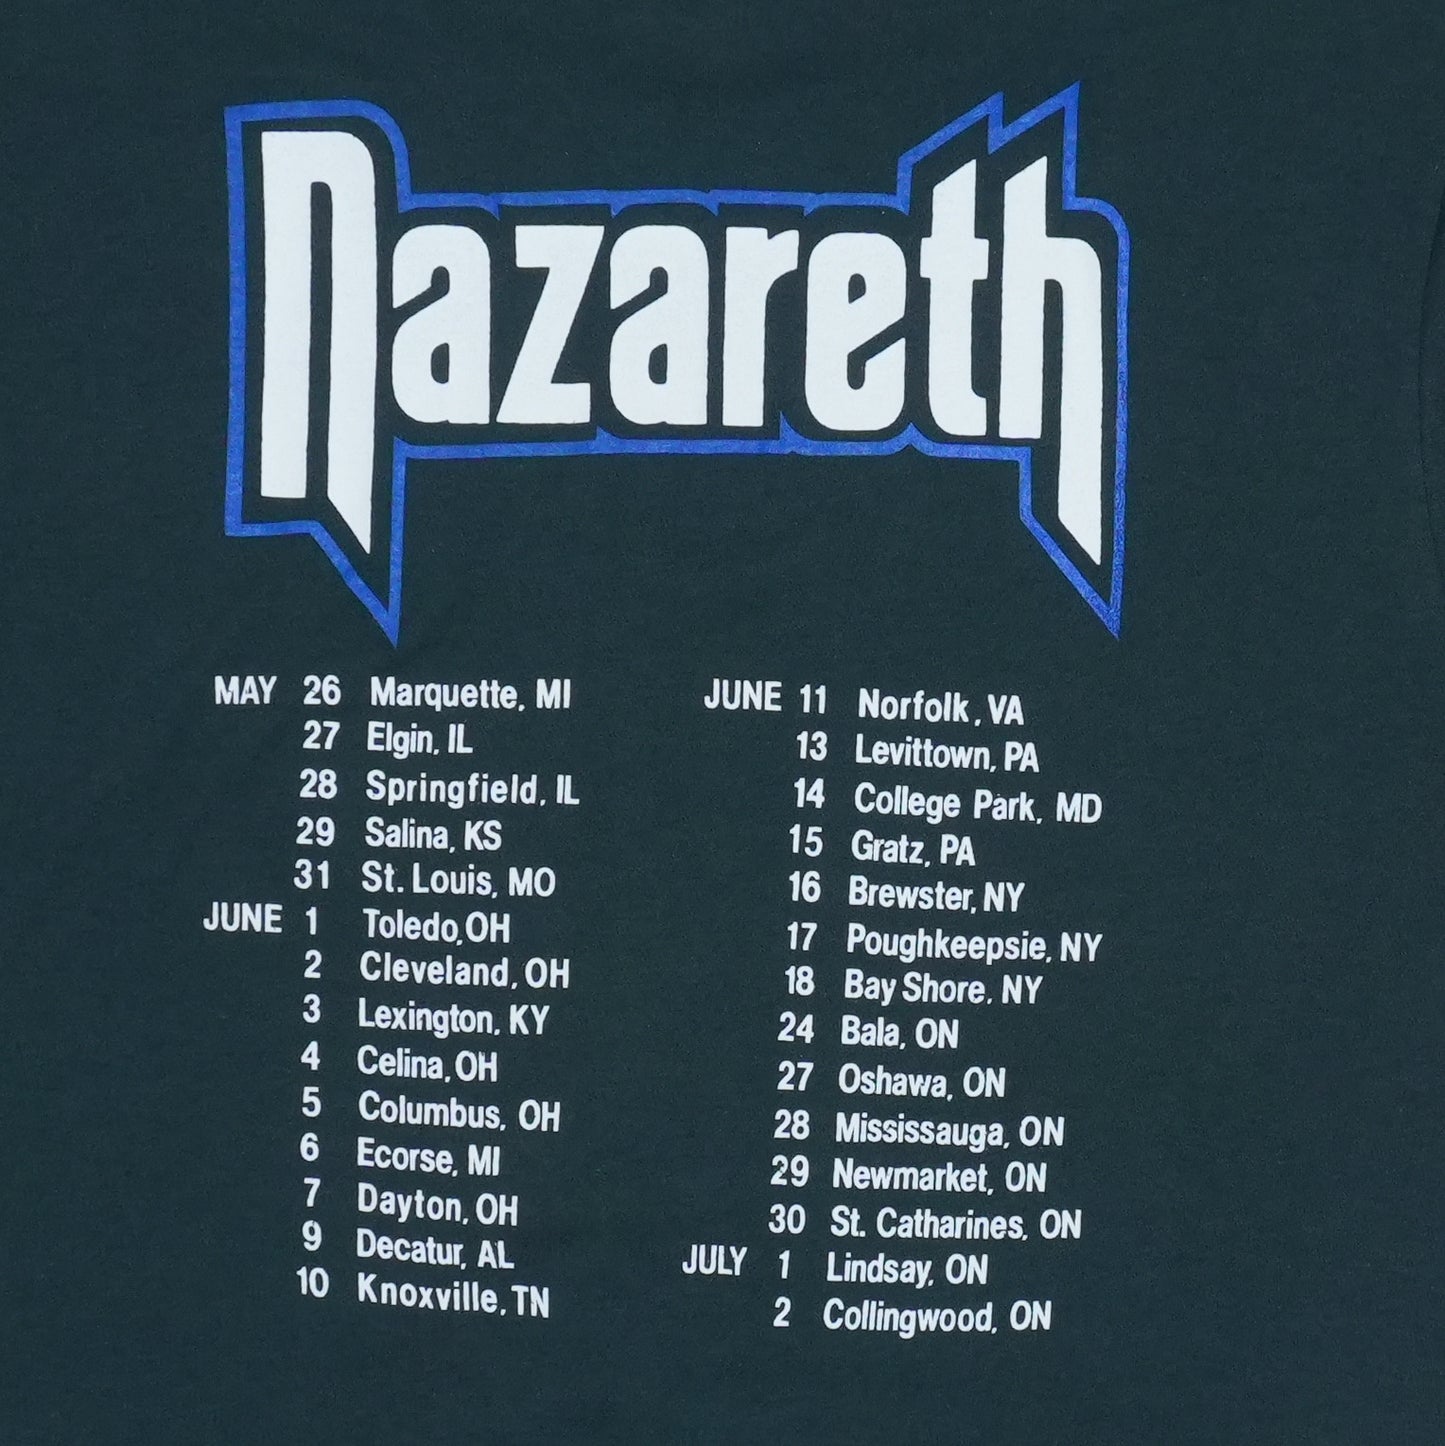 Nazareth
MAY 26 Marquette, MI
27 Elgin, IL
28 Springfield, IL
29 Salina, KS
31 St. Louis, MO
JUNE 1 Toledo, OH
2 Cleveland, OH
3 Lexington, KY
4 Celina, OH
5 Columbus, OH
6 Ecorse, MI
7 Dayton, OH
9 Decatur, AL
10 Knoxville, TN
JUNE 11 Norfolk, VA
13 Levittown, PA
14 College Park, MD
15 Gratz, PA
16 Brewster, NY
17 Poughkeepsie, NY
18 Bay Shore, NY
24 Bala, ON
27 Oshawa, ON
28 Mississauga, ON
29 Newmarket, ON
30 St. Catharines, ON
JULY 1 Lindsay, ON
2 Collingwood, ON